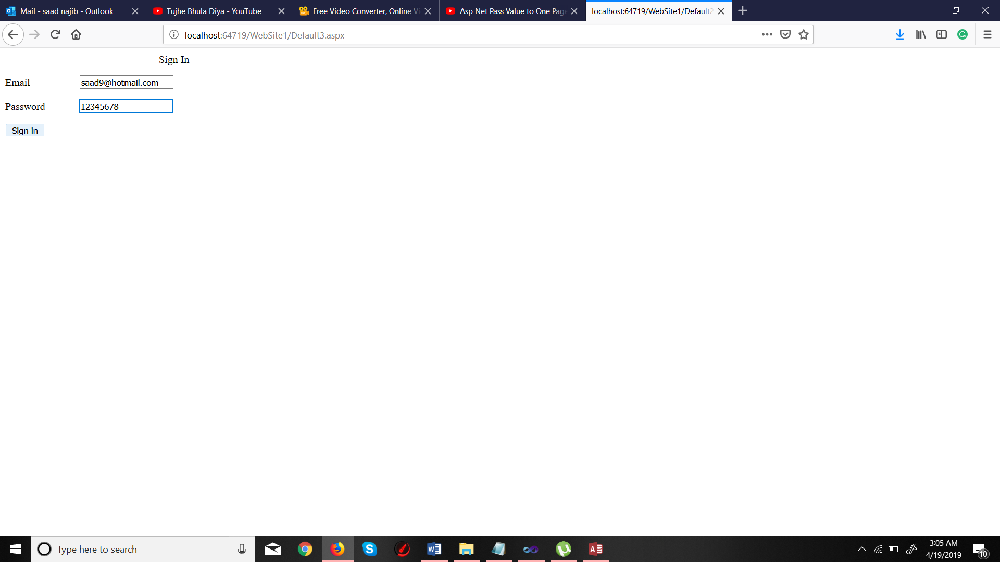 Mail - saad najib - Outlook
Tujhe Bhula Diya - YouTube
Free Video Converter, Online Vi
Asp Net Pass Value to One Page
localhost:64719/WebSite1/Default2
localhost:64719/WebSite1/Default3.aspx
Sign In
Email saad9@hotmail.com
Password 12345678
Sign in
Type here to search
3:05 AM
4/19/2019
10